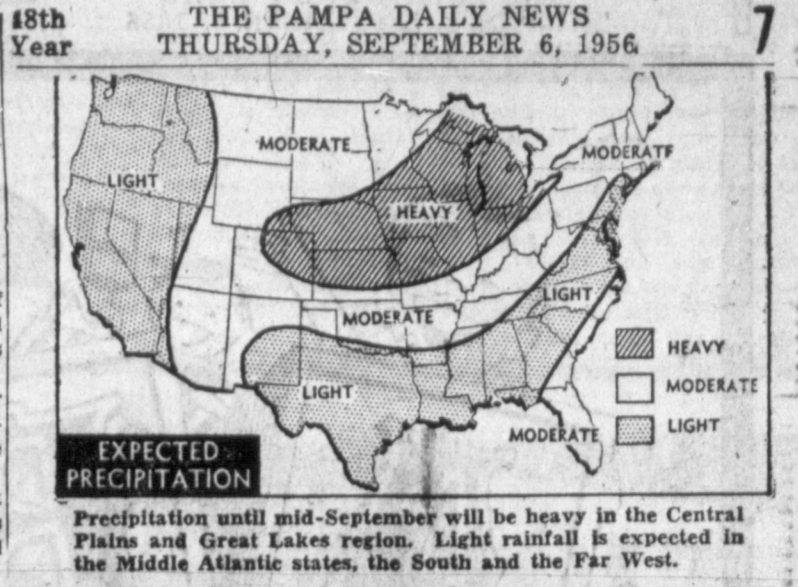 48th THE PAMPA DAILY NEWS 7
Year THURSDAY, SEPTEMBER 6, 1956
MODERATE
MODERATE
LIGHT
HEAVY
LIGHT
MODERATE
HEAVY
MODERATE
LIGHT
LIGHT
MODERATE
EXPECTED
PRECIPITATION
Precipitation until mid-September will be heavy in the Central
Plains and Great Lakes region. Light rainfall is expected in
the Middle Atlantic states, the South and the Far West.